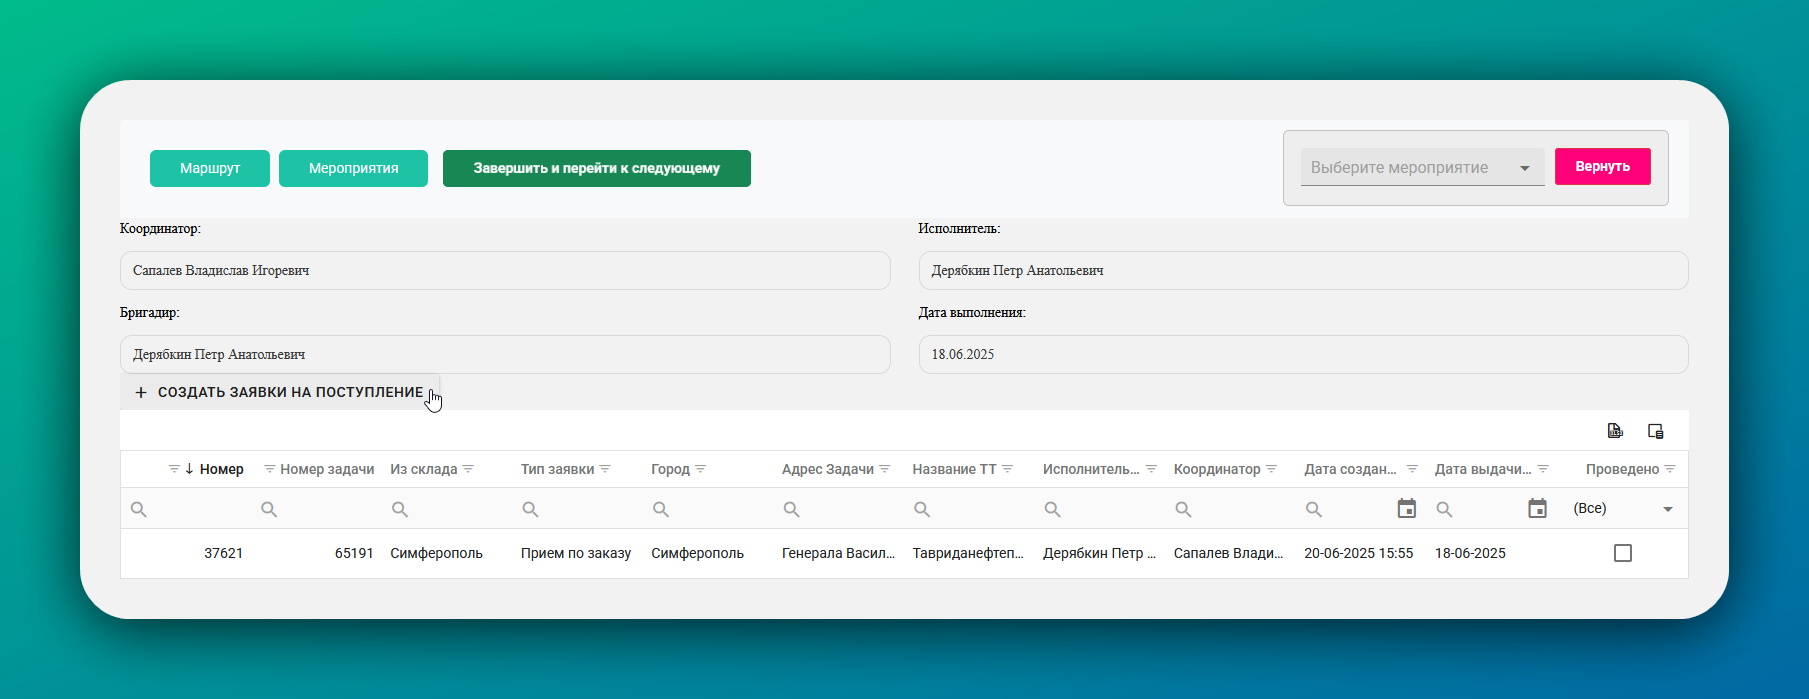 Маршрут Мероприятия Завершить и перейти к следующему Выберите мероприятие Вернуть
Координатор: Исполнитель:
Сапалев Владислав Игоревич Дерябкин Петр Анатольевич
Бригадир: Дата выполнения:
Дерябкин Петр Анатольевич 18.06.2025
+ СОЗДАТЬ ЗАЯВКИ НА ПОСТУПЛЕНИЕ
Номер Номер задачи Из склада Тип заявки Город Адрес Задачи Название ТТ Исполнитель... Координатор Дата создан... Дата выдачи... Проведено
(Все)
37621 65191 Симферополь Прием по заказу Симферополь Генерала Васил... Тавриданефтеп... Дерябкин Петр ... Сапалев Влади... 20-06-2025 15:55 18-06-2025